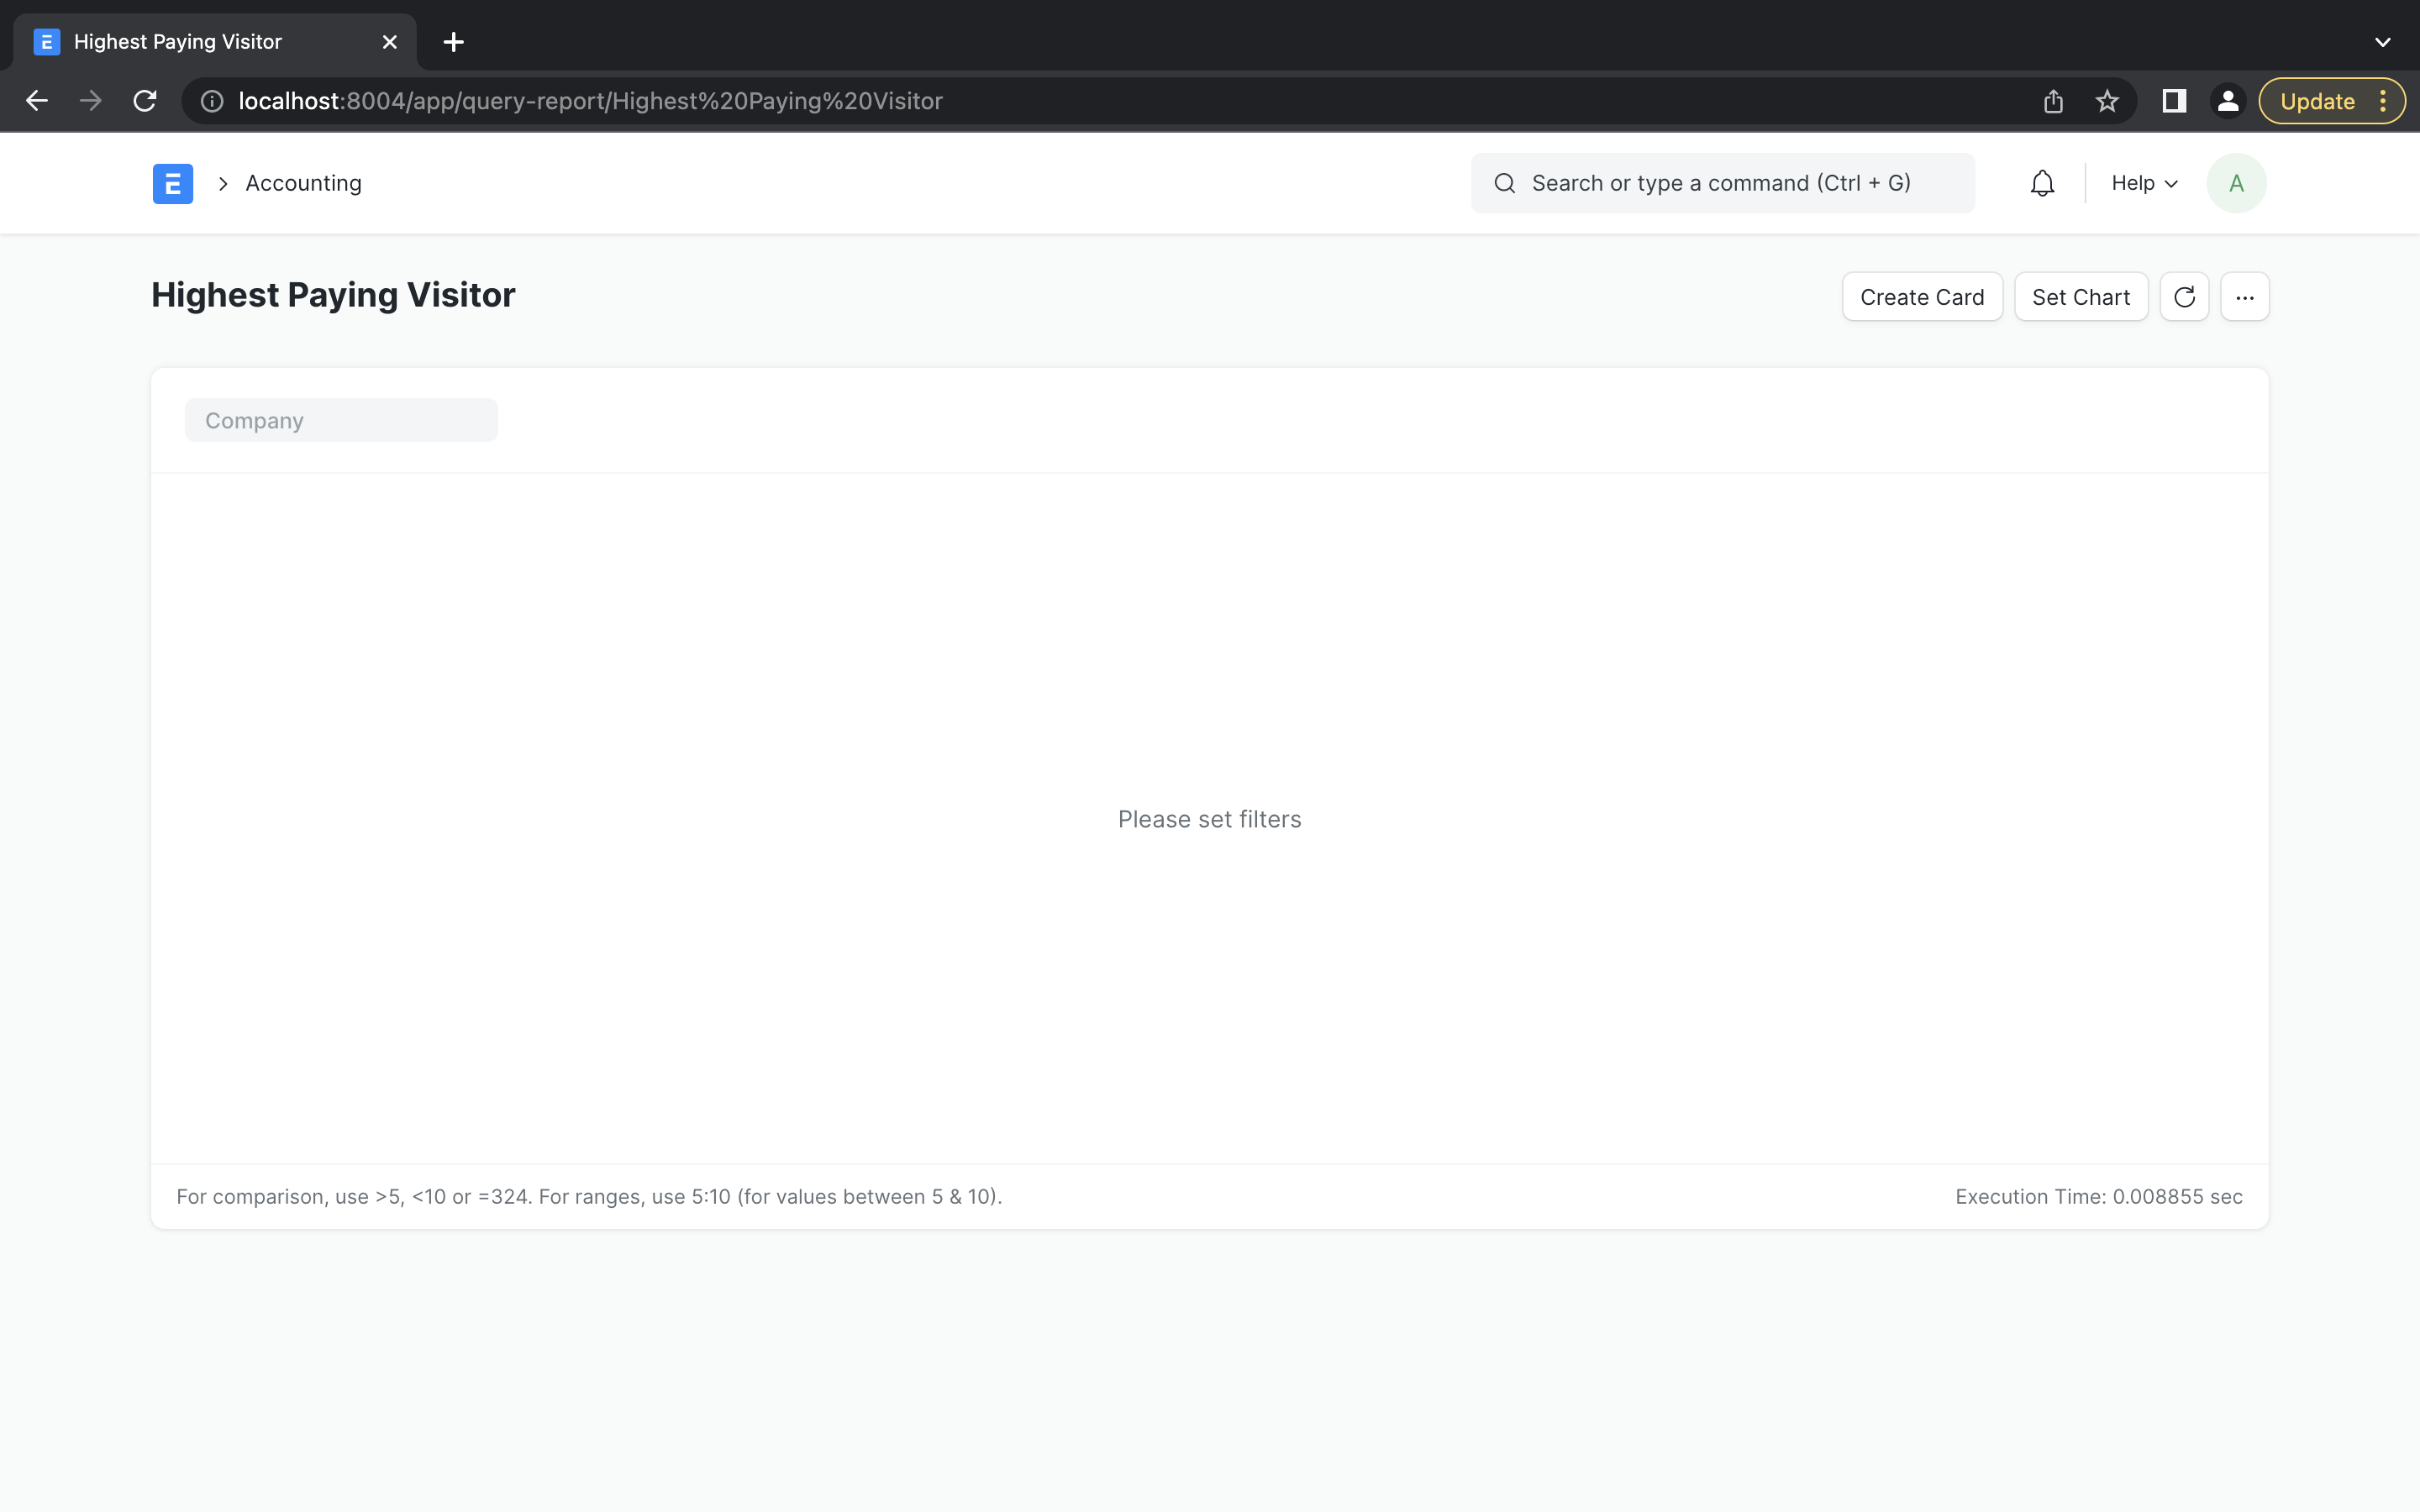 Highest Paying Visitor
localhost:8004/app/query-report/Highest%20Paying%20Visitor
Update
E
Accounting
Search or type a command (Ctrl + G)
Help
A
Highest Paying Visitor
Create Card
Set Chart
Company
Please set filters
For comparison, use >5, <10 or =324. For ranges, use 5:10 (for values between 5 & 10).
Execution Time: 0.008855 sec